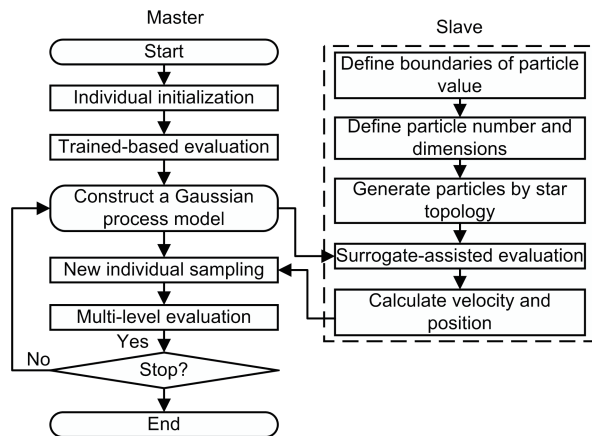 Master
Start
Individual initialization
Trained-based evaluation
Construct a Gaussian
process model
New individual sampling
Multi-level evaluation
Yes
No
Stop?
End
Slave
Define boundaries of particle
value
Define particle number and
dimensions
Generate particles by star
topology
Surrogate-assisted evaluation
Calculate velocity and
position